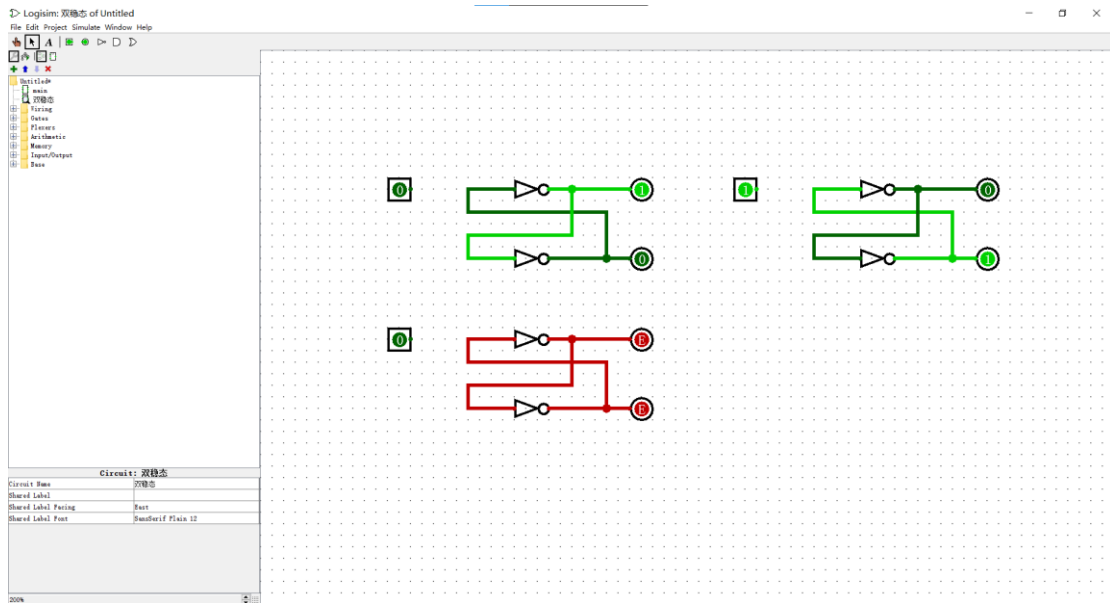 Logisim: 双稳态 of Untitled
File Edit Project Simulate Window Help
A
Untitled*
main
双稳态
Wiring
Gates
Plexers
Arithmetic
Memory
Input/Output
Base
Circuit: 双稳态
Circuit Name 双稳态
Shared Label
Shared Label Facing East
Shared Label Font SansSerif Plain 12
200%
0 1 1 0
0 1
0 E
E